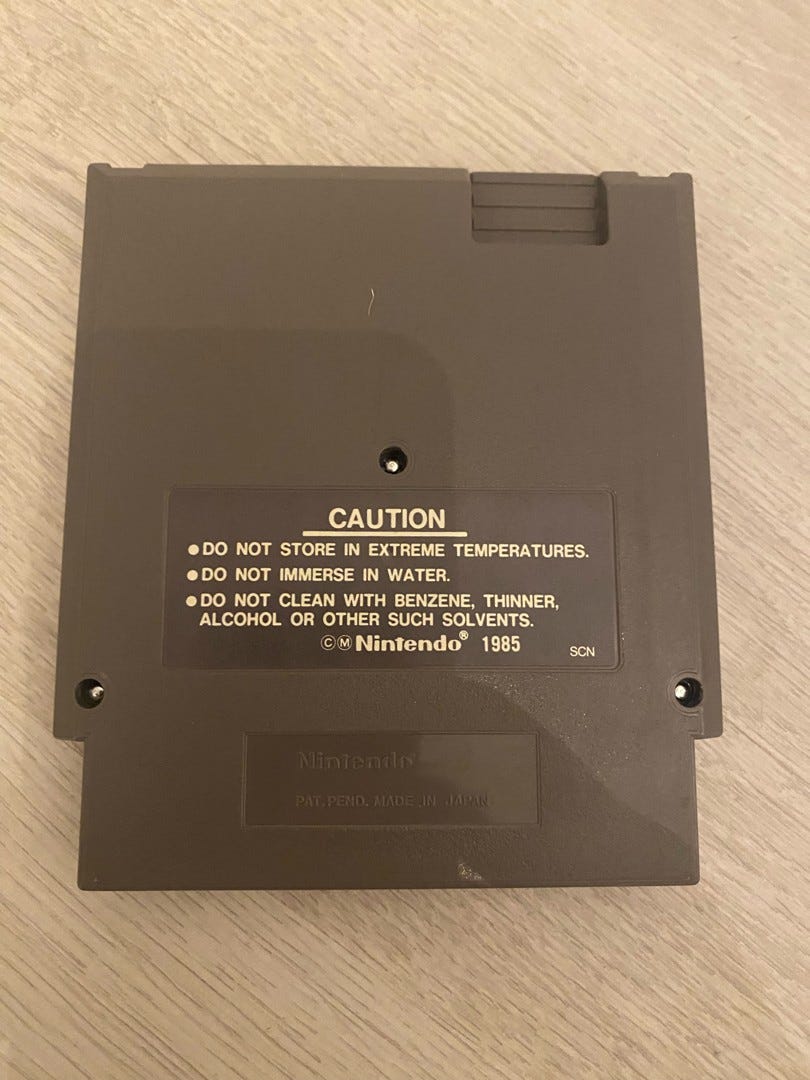 CAUTION
●DO NOT STORE IN EXTREME TEMPERATURES.
●DO NOT IMMERSE IN WATER.
●DO NOT CLEAN WITH BENZENE, THINNER,
ALCOHOL OR OTHER SUCH SOLVENTS.
©Ⓜ Nintendo® 1985 SCN
Nintendo®
PAT. PEND. MADE IN JAPAN